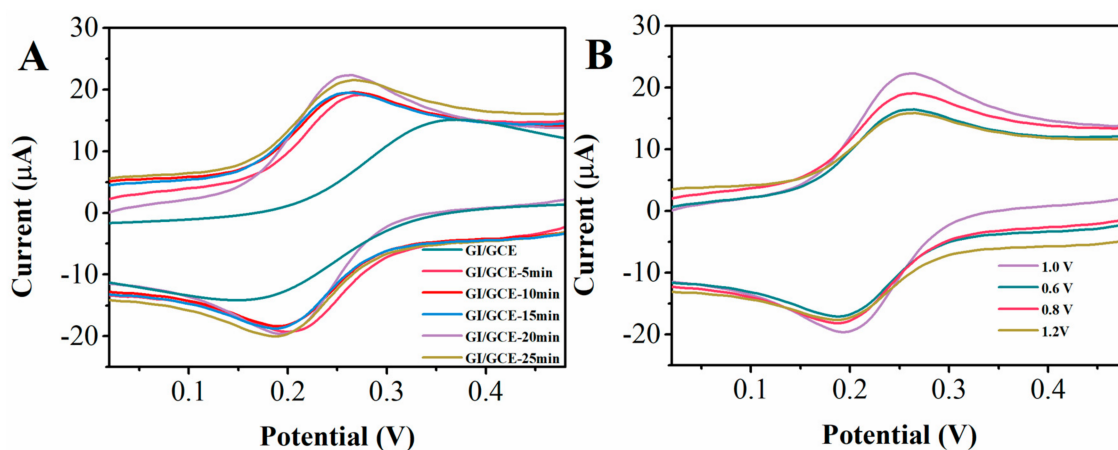 A
30
20
10
0
-10
-20
Current (μA)
0.1
0.2
0.3
0.4
Potential (V)
GI/GCE
GI/GCE-5min
GI/GCE-10min
GI/GCE-15min
GI/GCE-20min
GI/GCE-25min
B
30
20
10
0
-10
-20
Current (μA)
0.1
0.2
0.3
0.4
Potential (V)
1.0 V
0.6 V
0.8 V
1.2V